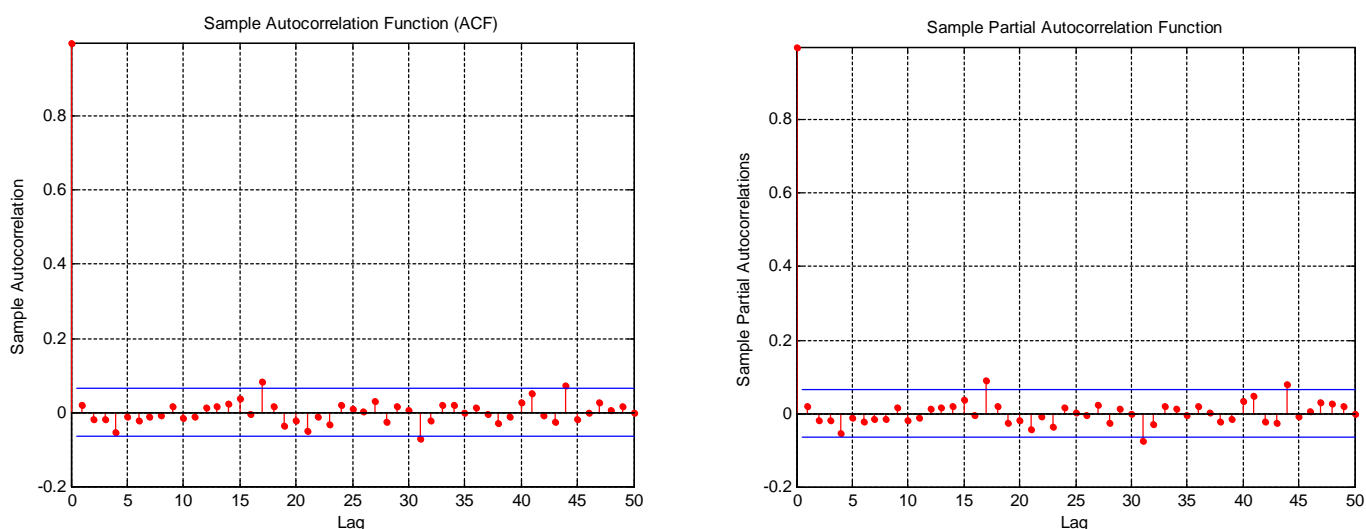 Sample Autocorrelation Function (ACF)
Sample Autocorrelation
0.8
0.6
0.4
0.2
0
-0.2
0 5 10 15 20 25 30 35 40 45 50
Lag
Sample Partial Autocorrelation Function
Sample Partial Autocorrelations
0.8
0.6
0.4
0.2
0
-0.2
0 5 10 15 20 25 30 35 40 45 50
Lag